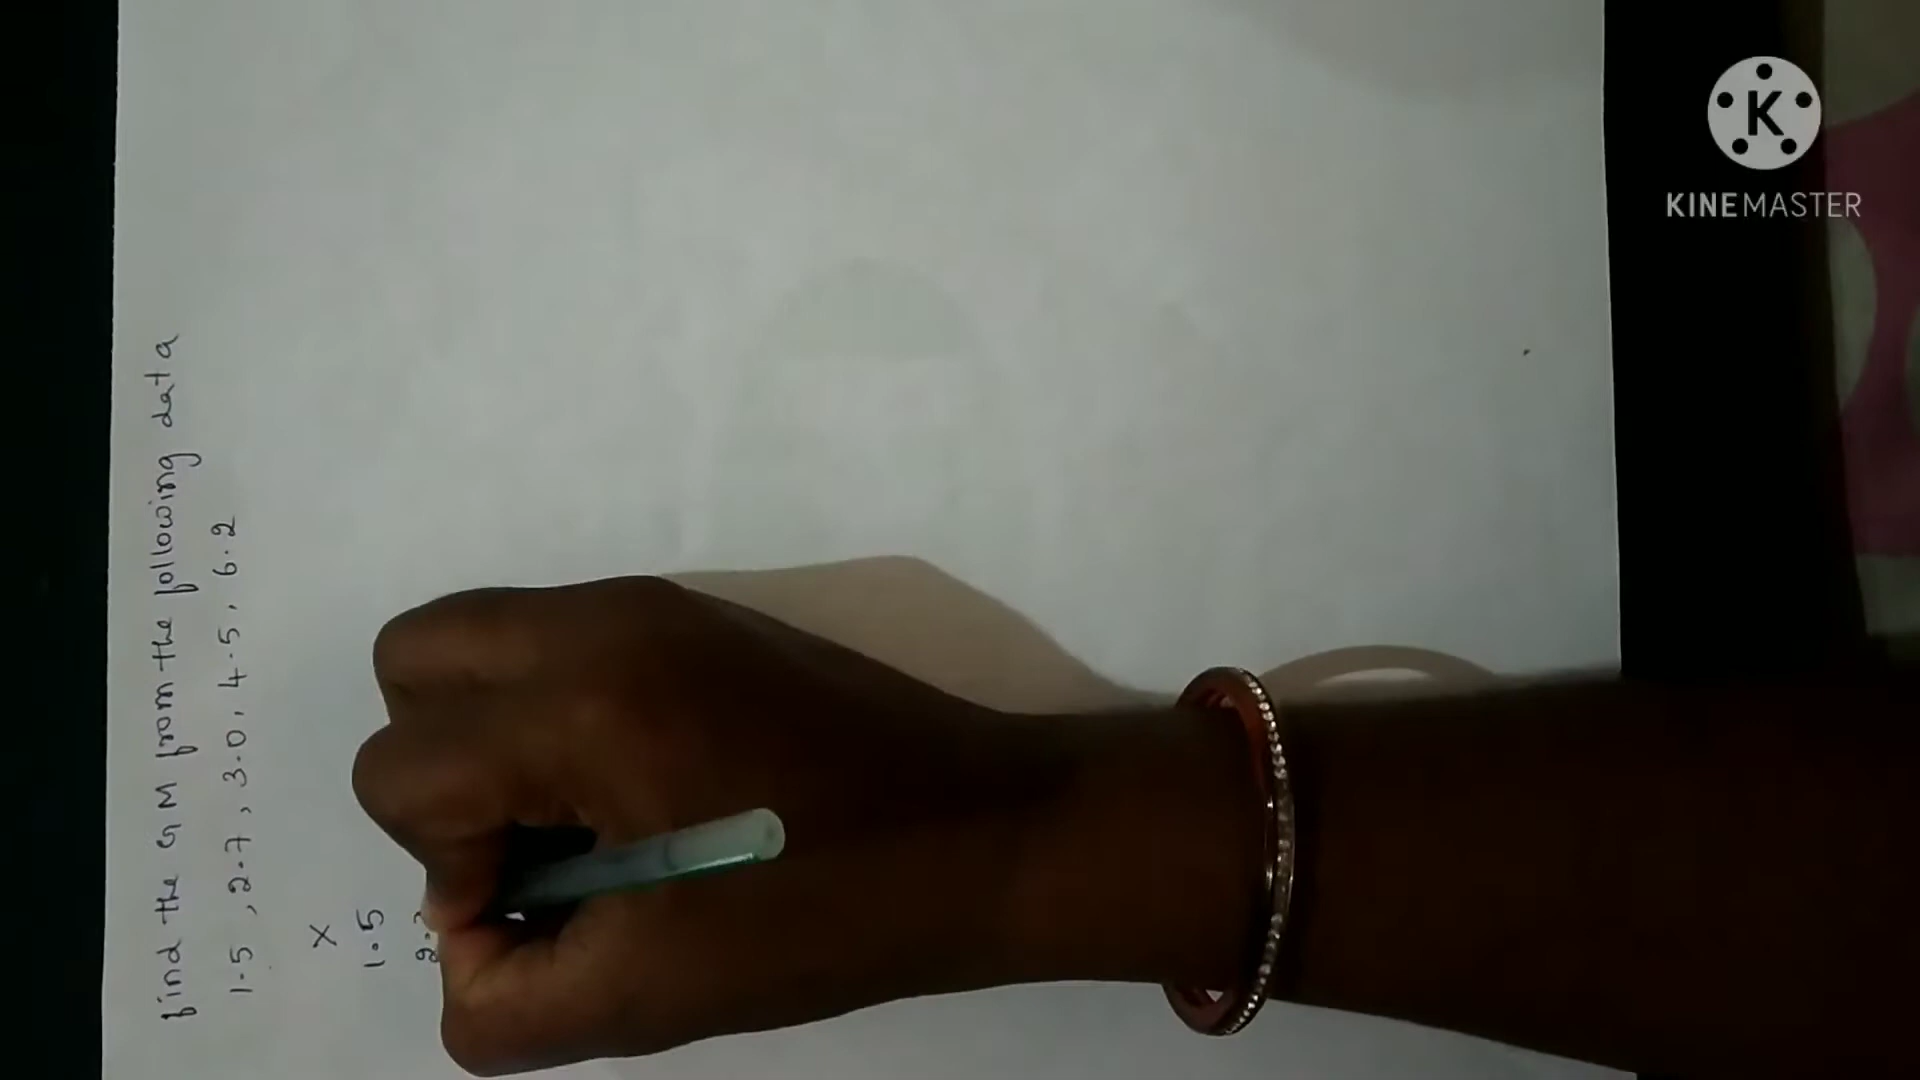 find the GM from the following data
1.5, 2.7, 3.0, 4.5, 6.2
X
1.5
K
KINEMASTER